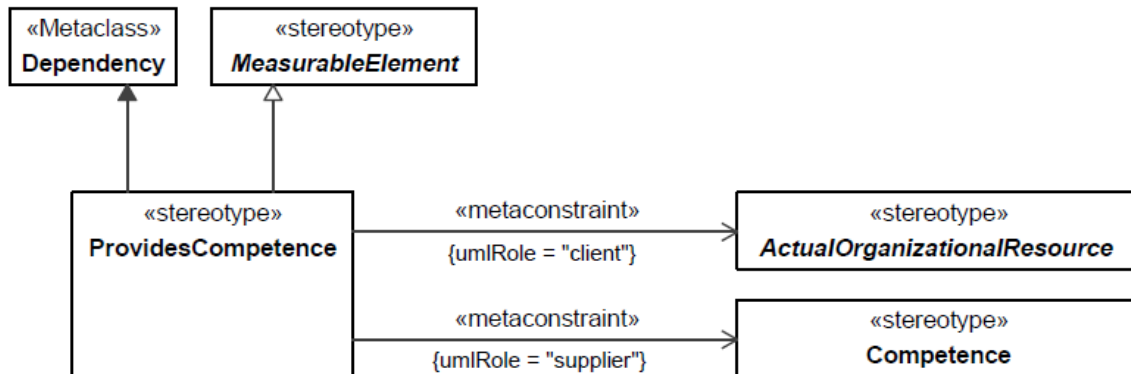 «Metaclass»
Dependency
«stereotype»
MeasurableElement
«stereotype»
ProvidesCompetence
«metaconstraint»
{umlRole = "client"}
«stereotype»
ActualOrganizationalResource
«metaconstraint»
{umlRole = "supplier"}
«stereotype»
Competence